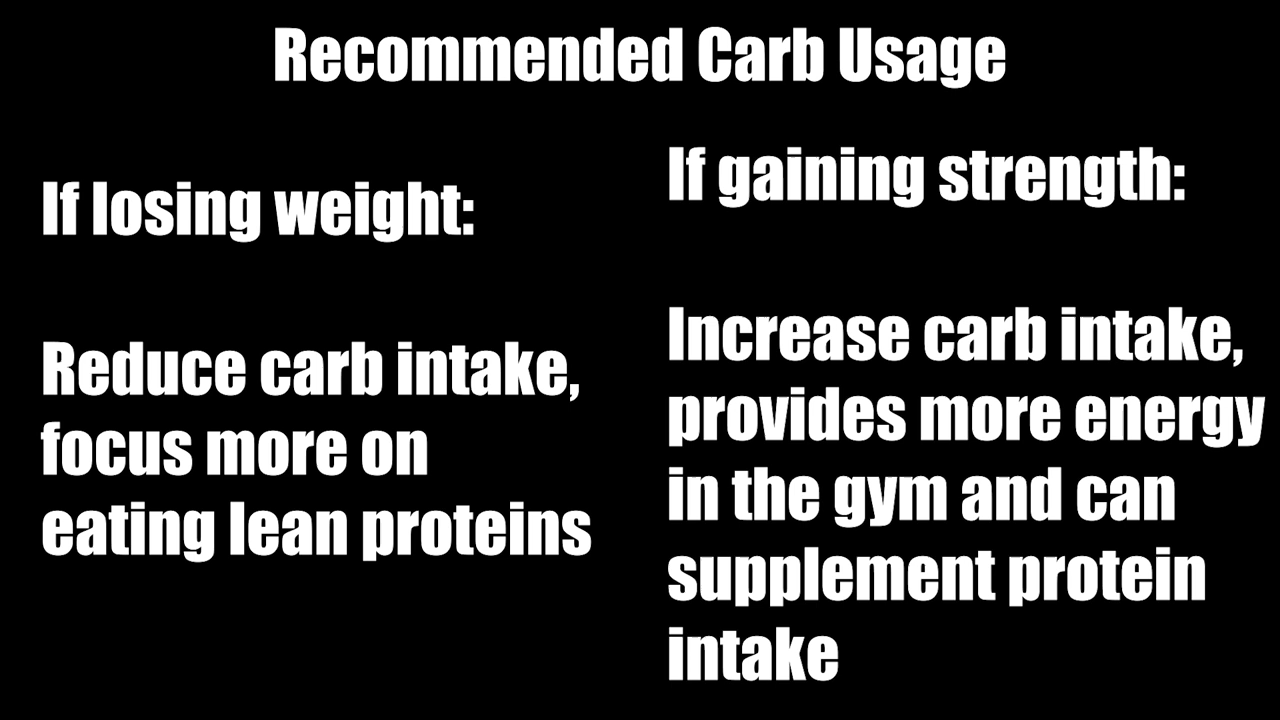 Recommended Carb Usage
If losing weight:
Reduce carb intake,
focus more on
eating lean proteins
If gaining strength:
Increase carb intake,
provides more energy
in the gym and can
supplement protein
intake